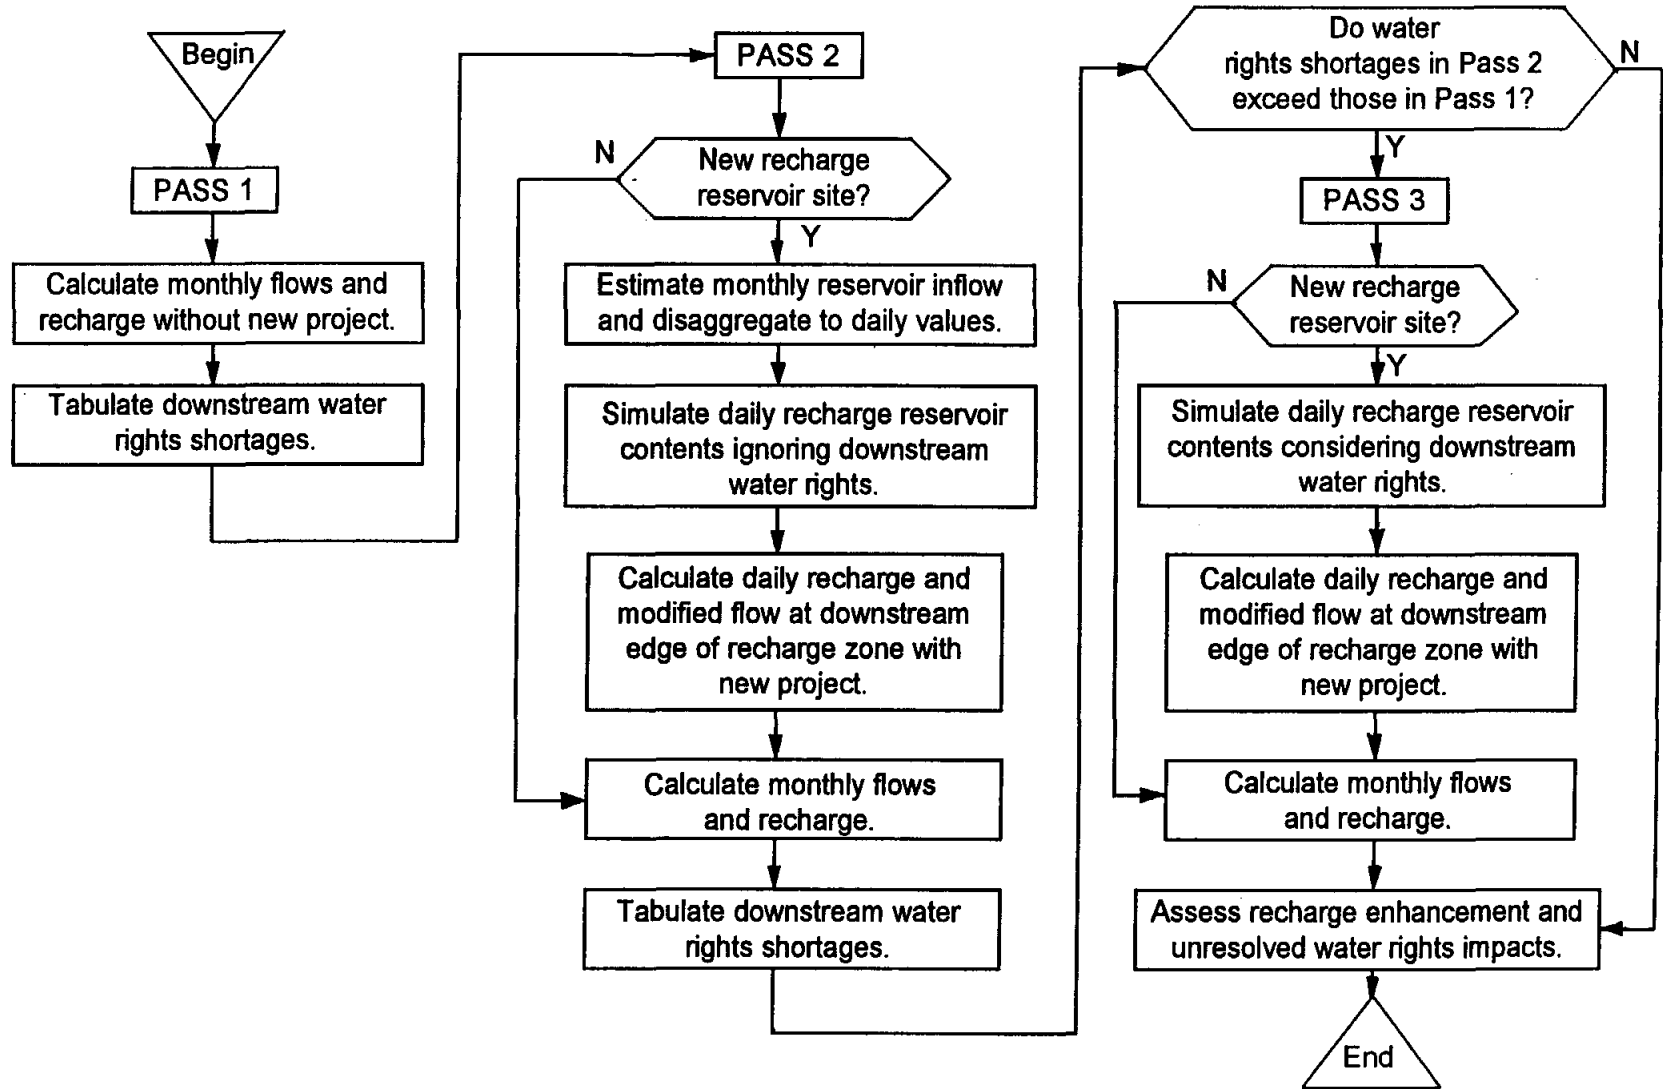 Begin
PASS 1
Calculate monthly flows and
recharge without new project.
Tabulate downstream water
rights shortages.
PASS 2
New recharge
reservoir site?
N
Y
Estimate monthly reservoir inflow
and disaggregate to daily values.
Simulate daily recharge reservoir
contents ignoring downstream
water rights.
Calculate daily recharge and
modified flow at downstream
edge of recharge zone with
new project.
Calculate monthly flows
and recharge.
Tabulate downstream water
rights shortages.
Do water
rights shortages in Pass 2
exceed those in Pass 1?
N
Y
PASS 3
New recharge
reservoir site?
N
Y
Simulate daily recharge reservoir
contents considering downstream
water rights.
Calculate daily recharge and
modified flow at downstream
edge of recharge zone with
new project.
Calculate monthly flows
and recharge.
Assess recharge enhancement and
unresolved water rights impacts.
End